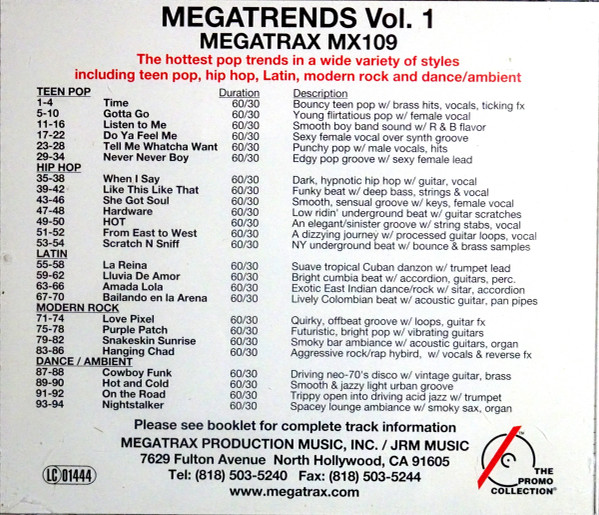 MEGATRENDS Vol. 1
MEGATRAX MX109
The hottest pop trends in a wide variety of styles
including teen pop, hip hop, Latin, modern rock and dance/ambient
TEEN POP Duration Description
1-4 Time 60/30 Bouncy teen pop w/ brass hits, vocals, ticking fx
5-10 Gotta Go 60/30 Young flirtatious pop w/ female vocal
11-16 Listen to Me 60/30 Smooth boy band sound w/ R & B flavor
17-22 Do Ya Feel Me 60/30 Sexy female vocal over synth groove
23-28 Tell Me Whatcha Want 60/30 Punchy pop w/ male vocals, hits
29-34 Never Never Boy 60/30 Edgy pop groove w/ sexy female lead
HIP HOP
35-38 When I Say 60/30 Dark, hypnotic hip hop w/ guitar, vocal
39-42 Like This Like That 60/30 Funky beat w/ deep bass, strings & vocal
43-46 She Got Soul 60/30 Smooth, sensual groove w/ keys, female vocal
47-48 Hardware 60/30 Low ridin' underground beat w/ guitar scratches
49-50 HOT 60/30 An elegant/sinister groove w/ string stabs, vocal
51-52 From East to West 60/30 A dizzying journey w/ processed guitar loops, vocal
53-54 Scratch N Sniff 60/30 NY underground beat w/ bounce & brass samples
LATIN
55-58 La Reina 60/30 Suave tropical Cuban danzon w/ trumpet lead
59-62 Lluvia De Amor 60/30 Bright cumbia beat w/ accordion, guitars, perc.
63-66 Amada Lola 60/30 Exotic East Indian dance/rock w/ sitar, accordion
67-70 Bailando en la Arena 60/30 Lively Colombian beat w/ acoustic guitar, pan pipes
MODERN ROCK
71-74 Love Pixel 60/30 Quirky, offbeat groove w/ loops, guitar fx
75-78 Purple Patch 60/30 Futuristic, bright pop w/ vibrating guitars
79-82 Snakeskin Sunrise 60/30 Smoky bar ambiance w/ acoustic guitars, organ
83-86 Hanging Chad 60/30 Aggressive rock/rap hybird, w/ vocals & reverse fx
DANCE / AMBIENT
87-88 Cowboy Funk 60/30 Driving neo-70's disco w/ vintage guitar, brass
89-90 Hot and Cold 60/30 Smooth & jazzy light urban groove
91-92 On the Road 60/30 Trippy open into driving acid jazz w/ trumpet
93-94 Nightstalker 60/30 Spacey lounge ambiance w/ smoky sax, organ
Please see booklet for complete track information
MEGATRAX PRODUCTION MUSIC, INC. / JRM MUSIC
7629 Fulton Avenue North Hollywood, CA 91605
Tel: (818) 503-5240 Fax: (818) 503-5244
www.megatrax.com
LC 01444
THE
PROMO
COLLECTION